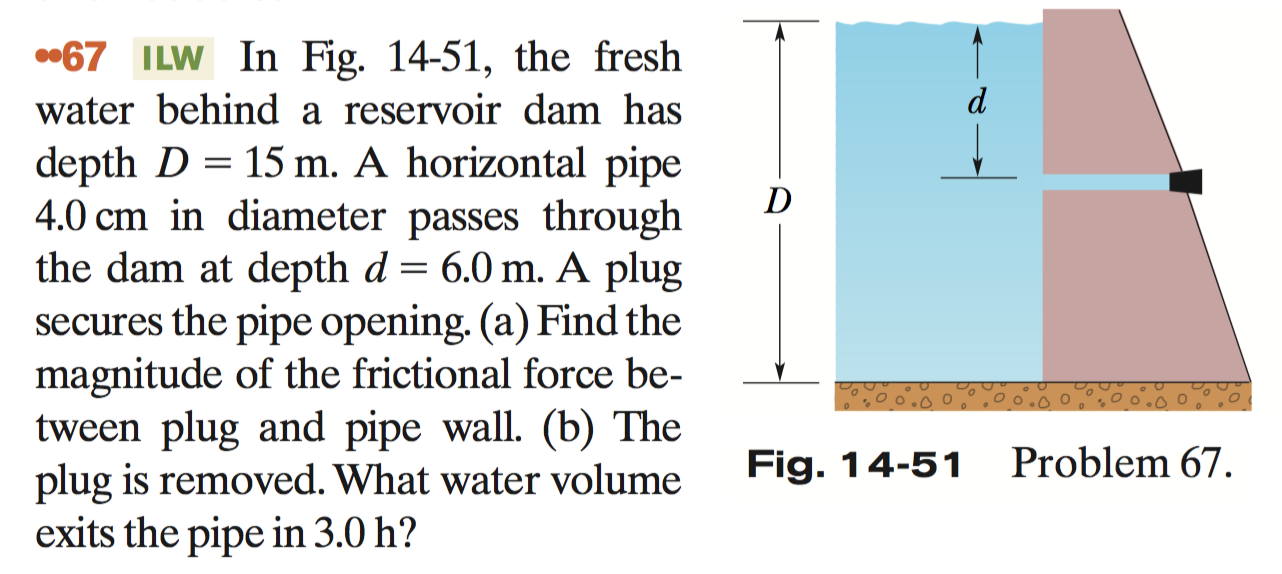 ••67 ILW In Fig. 14-51, the fresh
water behind a reservoir dam has
depth D = 15 m. A horizontal pipe
4.0 cm in diameter passes through
the dam at depth d = 6.0 m. A plug
secures the pipe opening. (a) Find the
magnitude of the frictional force be-
tween plug and pipe wall. (b) The
plug is removed. What water volume
exits the pipe in 3.0 h?
d
D
Fig. 14-51 Problem 67.